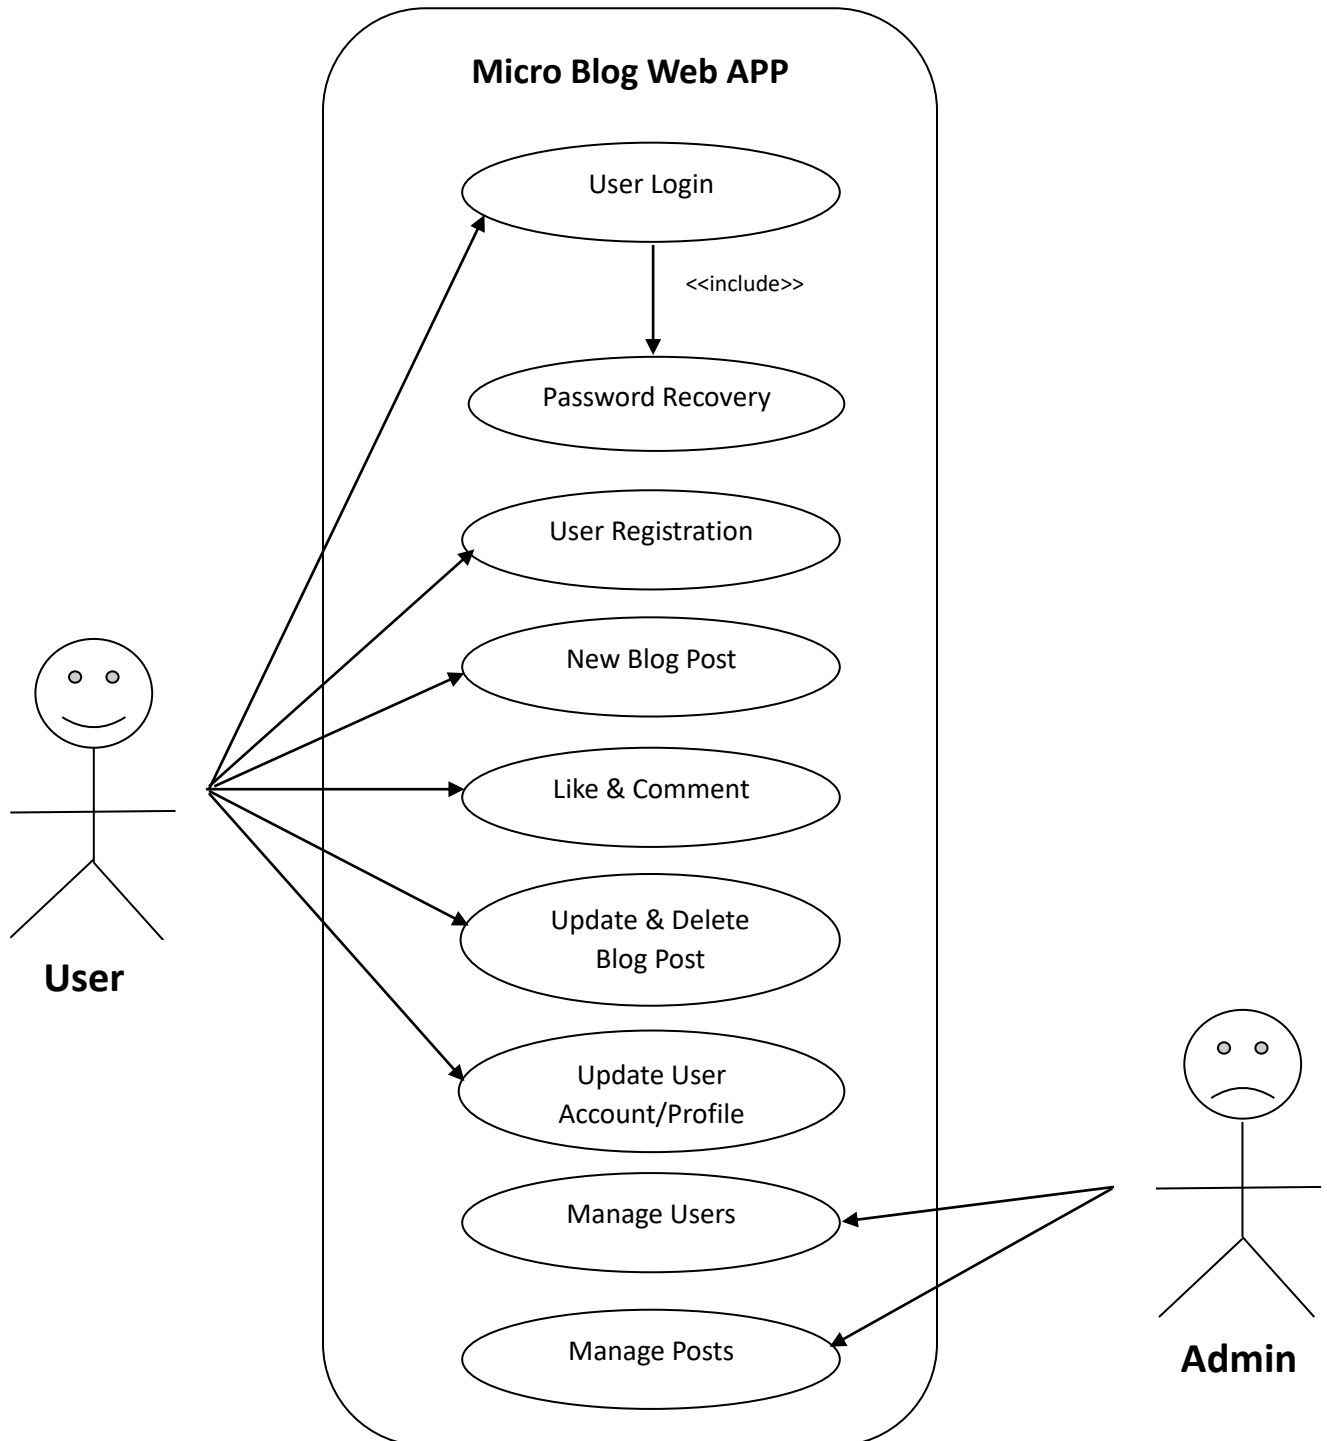 Micro Blog Web APP
User Login
<<include>>
Password Recovery
User Registration
New Blog Post
Like & Comment
Update & Delete
Blog Post
User
Update User
Account/Profile
Manage Users
Manage Posts
Admin